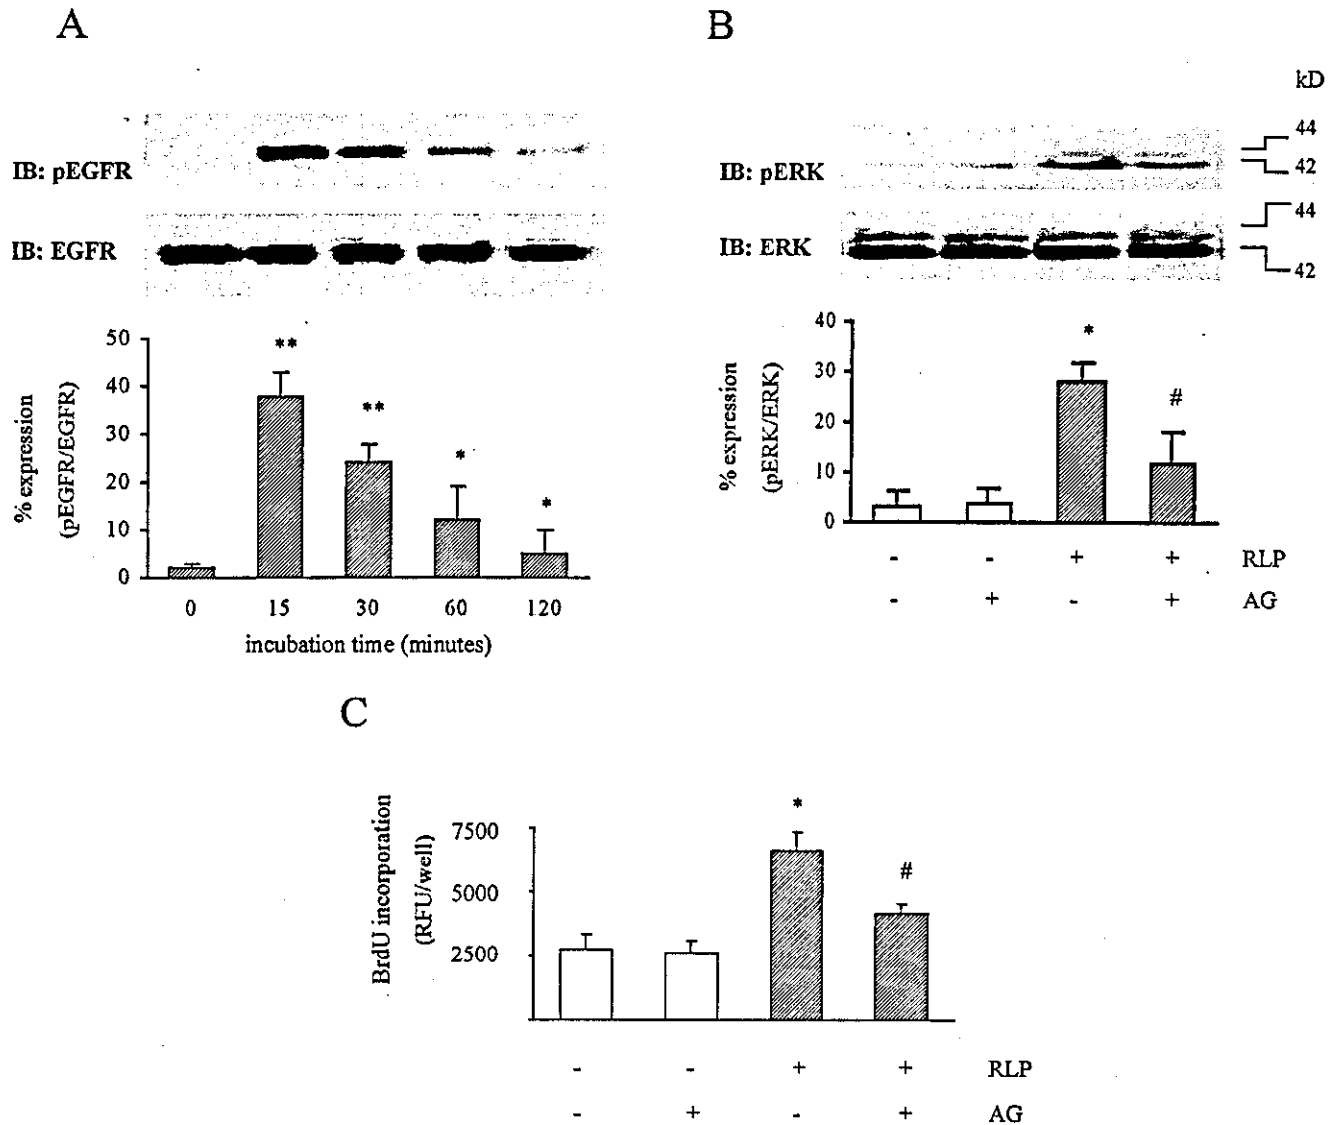 A
IB: pEGFR
IB: EGFR
% expression
(pEGFR/EGFR)
50
40
30
20
10
0
** ** * *
0 15 30 60 120
incubation time (minutes)
B
kD
IB: pERK
44
42
IB: ERK
44
42
% expression
(pERK/ERK)
40
30
20
10
0
* #
- - + + RLP
- + - + AG
C
BrdU incorporation
(RFU/well)
7500
5000
2500
* #
- - + + RLP
- + - + AG